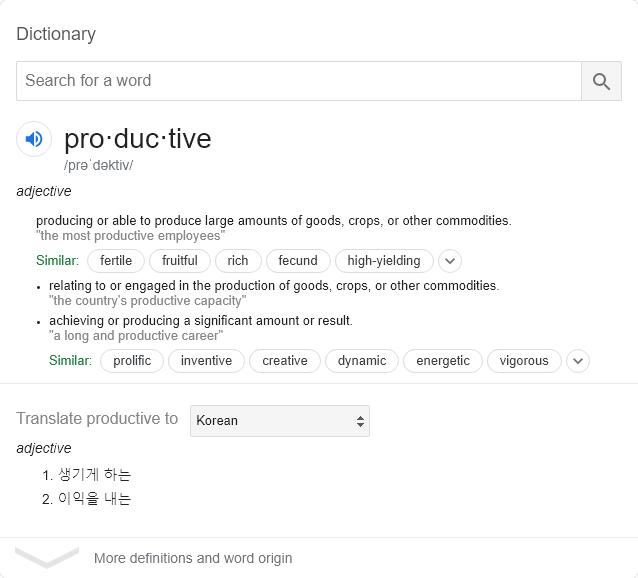 Dictionary
Search for a word
pro·duc·tive
/prəˈdəktiv/
adjective
producing or able to produce large amounts of goods, crops, or other commodities.
"the most productive employees"
Similar: fertile fruitful rich fecund high-yielding
• relating to or engaged in the production of goods, crops, or other commodities.
"the country's productive capacity"
• achieving or producing a significant amount or result.
"a long and productive career"
Similar: prolific inventive creative dynamic energetic vigorous
Translate productive to Korean
adjective
1. 생기게 하는
2. 이익을 내는
More definitions and word origin